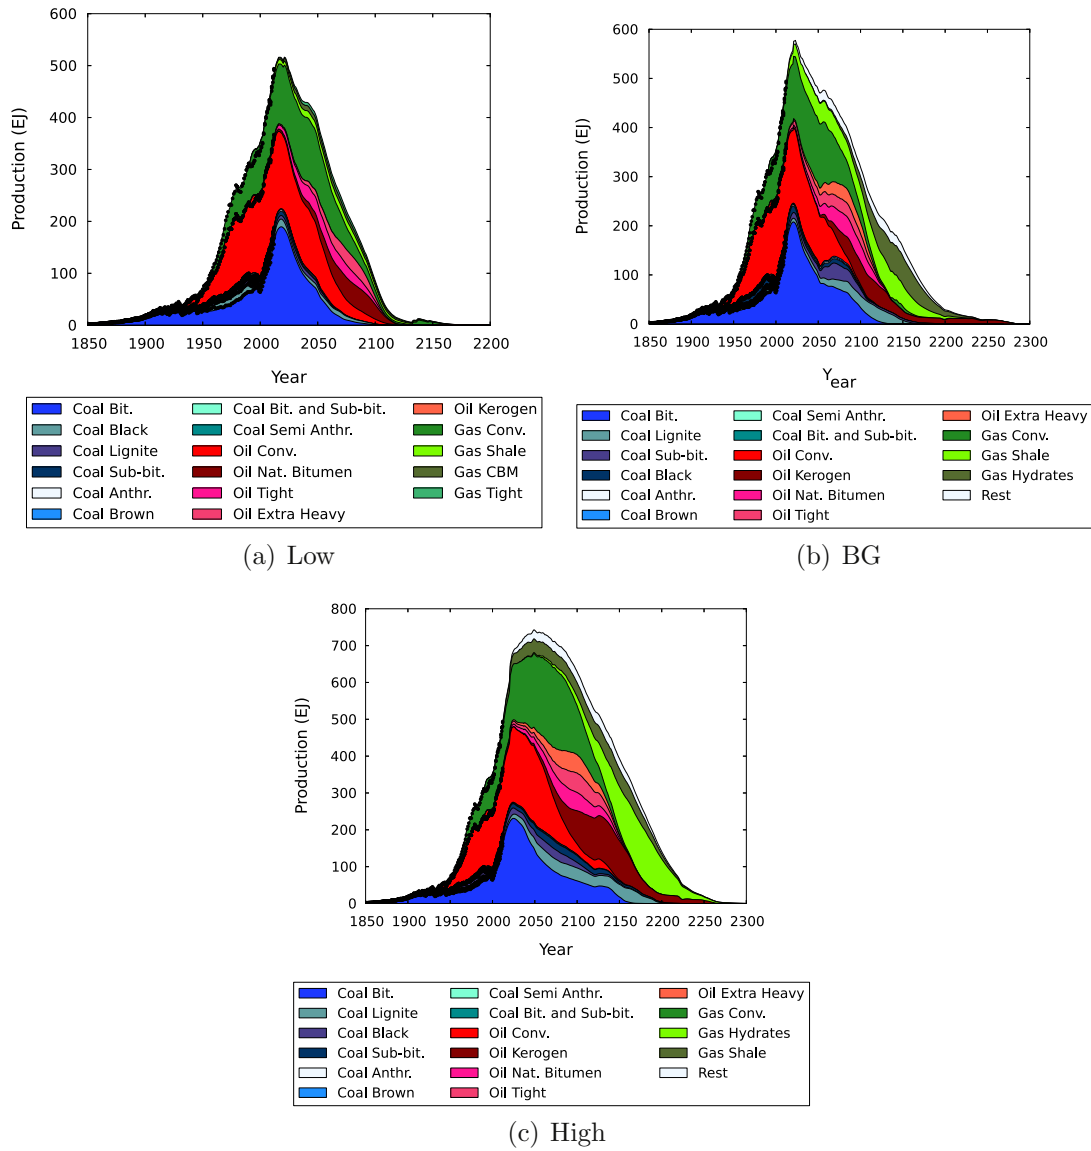 600
500
400
300
200
100
0
Production (EJ)
1850 1900 1950 2000 2050 2100 2150 2200
Year
Coal Bit. Coal Bit. and Sub-bit. Oil Kerogen
Coal Black Coal Semi Anthr. Gas Conv.
Coal Lignite Oil Conv. Gas Shale
Coal Sub-bit. Oil Nat. Bitumen Gas CBM
Coal Anthr. Oil Tight Gas Tight
Coal Brown Oil Extra Heavy
(a) Low
600
500
400
300
200
100
0
Production (EJ)
1850 1900 1950 2000 2050 2100 2150 2200 2250 2300
Year
Coal Bit. Coal Semi Anthr. Oil Extra Heavy
Coal Lignite Coal Bit. and Sub-bit. Gas Conv.
Coal Sub-bit. Oil Conv. Gas Shale
Coal Black Oil Kerogen Gas Hydrates
Coal Anthr. Oil Nat. Bitumen Rest
Coal Brown Oil Tight
(b) BG
800
700
600
500
400
300
200
100
0
Production (EJ)
1850 1900 1950 2000 2050 2100 2150 2200 2250 2300
Year
Coal Bit. Coal Semi Anthr. Oil Extra Heavy
Coal Lignite Coal Bit. and Sub-bit. Gas Conv.
Coal Black Oil Conv. Gas Hydrates
Coal Sub-bit. Oil Kerogen Gas Shale
Coal Anthr. Oil Nat. Bitumen Rest
Coal Brown Oil Tight
(c) High